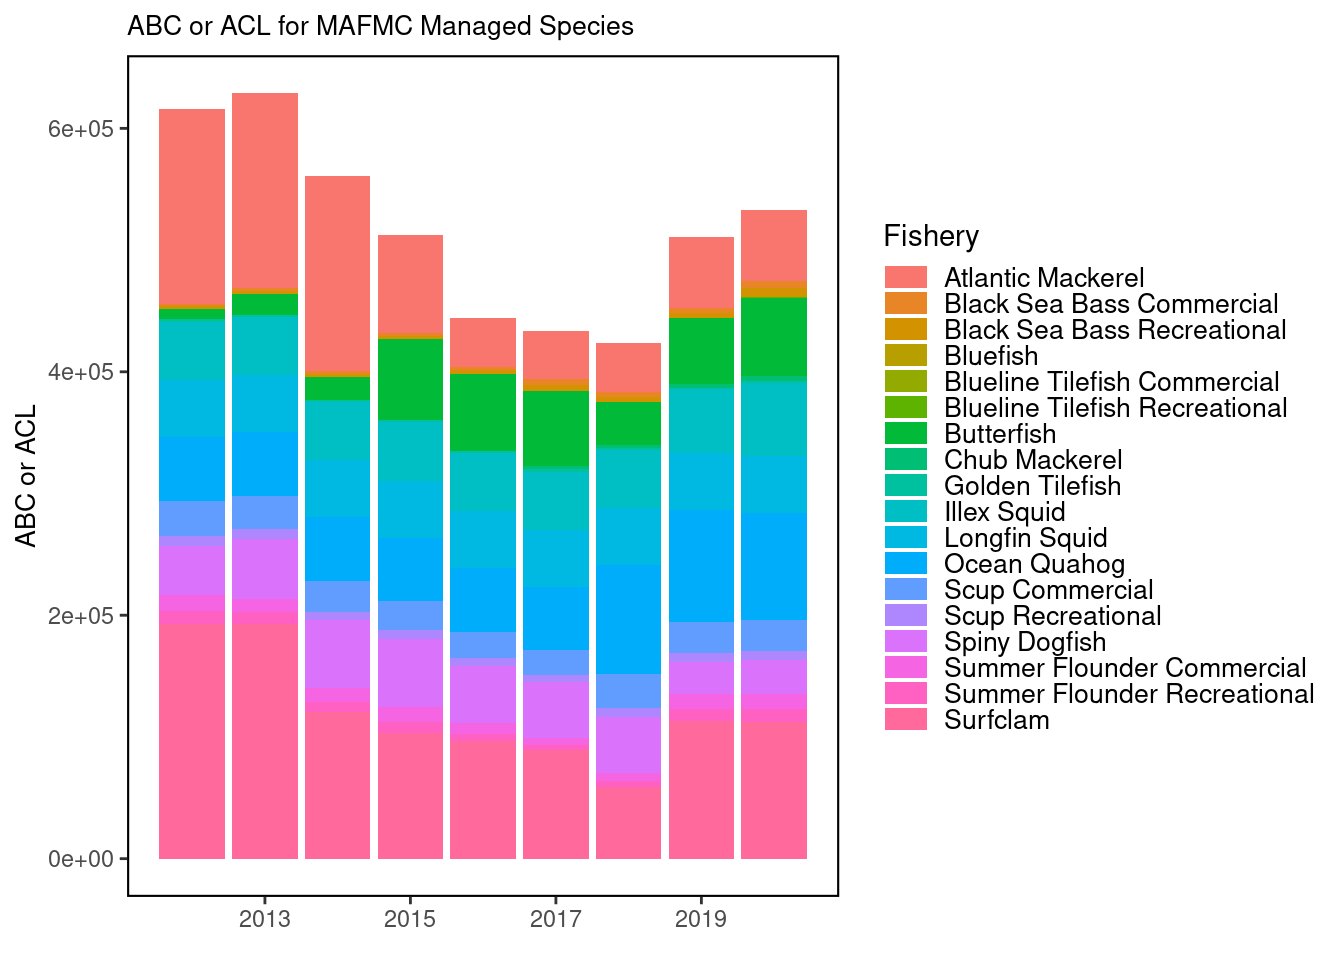 ABC or ACL for MAFMC Managed Species
6e+05
4e+05
2e+05
0e+00
ABC or ACL
2013 2015 2017 2019
Fishery
Atlantic Mackerel
Black Sea Bass Commercial
Black Sea Bass Recreational
Bluefish
Blueline Tilefish Commercial
Blueline Tilefish Recreational
Butterfish
Chub Mackerel
Golden Tilefish
Illex Squid
Longfin Squid
Ocean Quahog
Scup Commercial
Scup Recreational
Spiny Dogfish
Summer Flounder Commercial
Summer Flounder Recreational
Surfclam